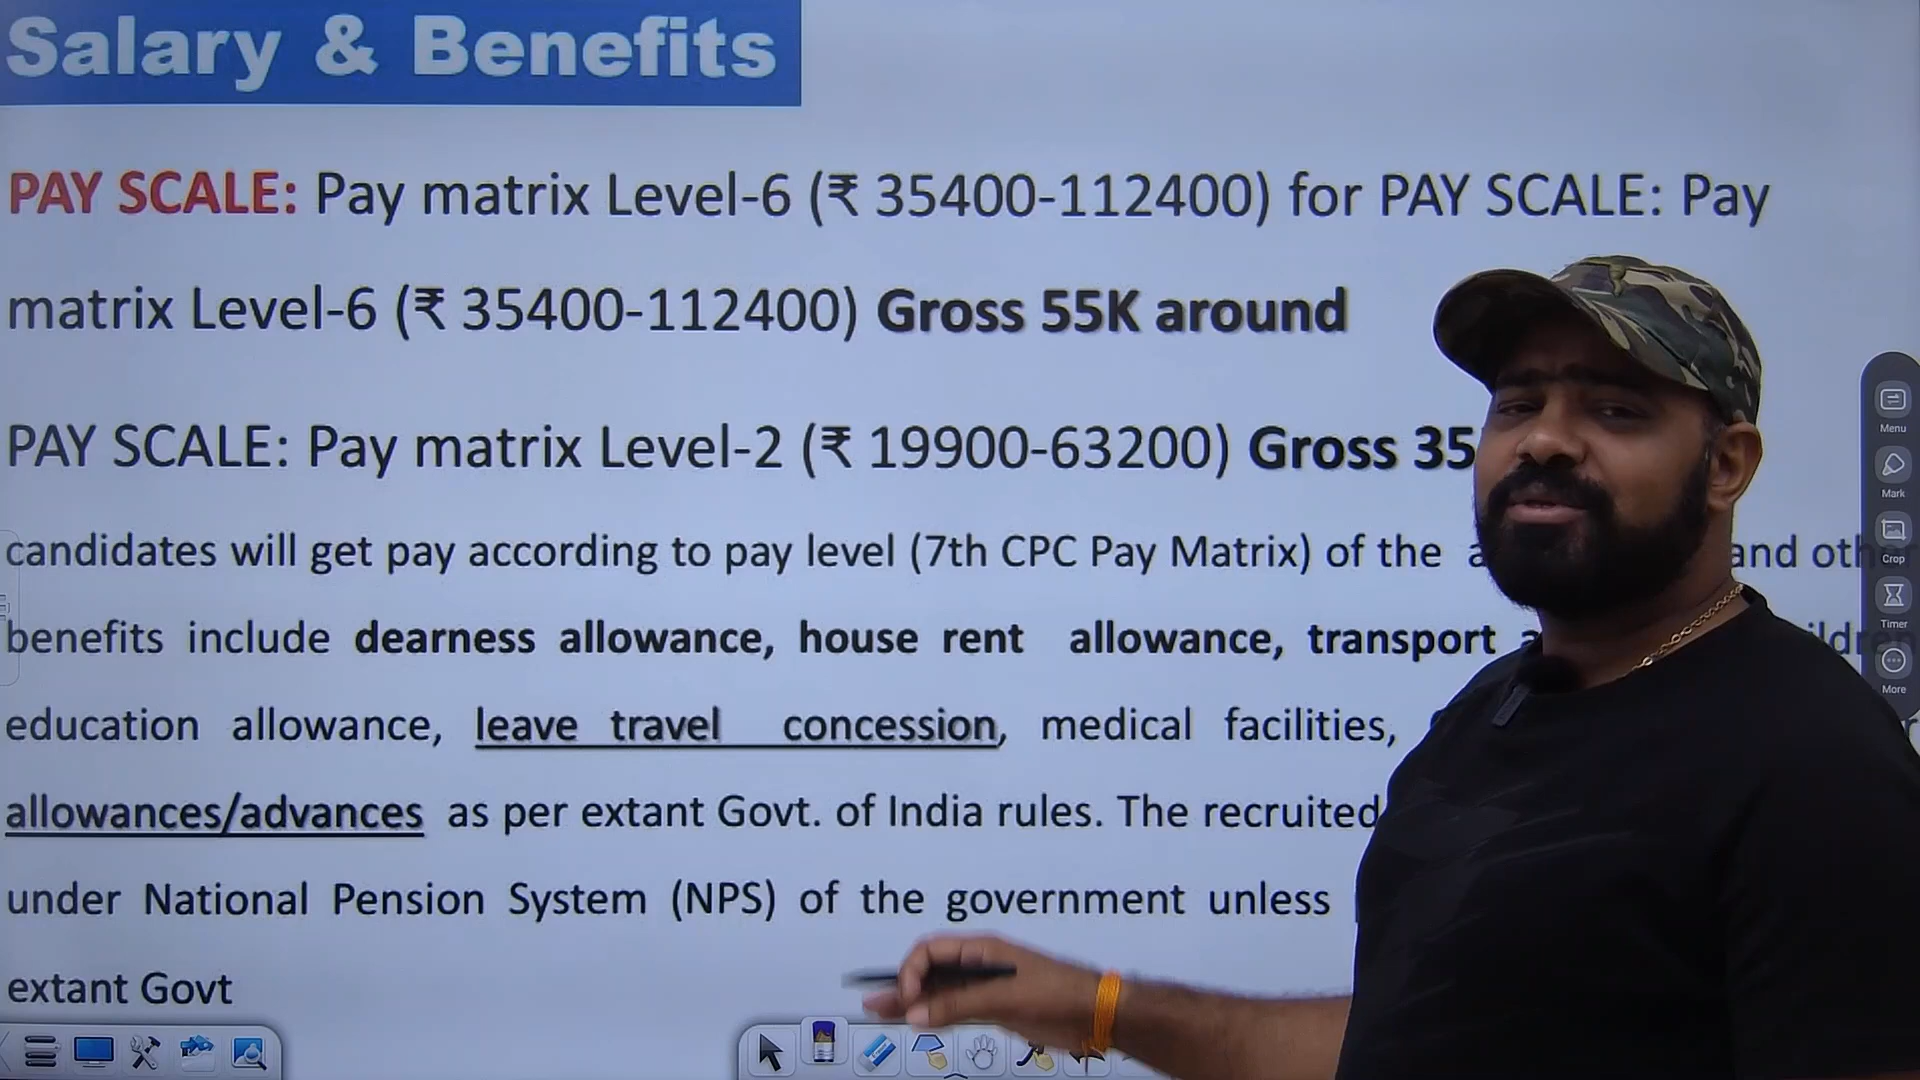 Salary & Benefits
PAY SCALE: Pay matrix Level-6 (₹ 35400-112400) for PAY SCALE: Pay
matrix Level-6 (₹ 35400-112400) Gross 55K around
PAY SCALE: Pay matrix Level-2 (₹ 19900-63200) Gross 35
candidates will get pay according to pay level (7th CPC Pay Matrix) of the and
benefits include dearness allowance, house rent allowance, transport
education allowance, leave travel concession, medical facilities,
allowances/advances as per extant Govt. of India rules. The recruited
under National Pension System (NPS) of the government unless
extant Govt
Menu
Mark
Crop
Timer
More